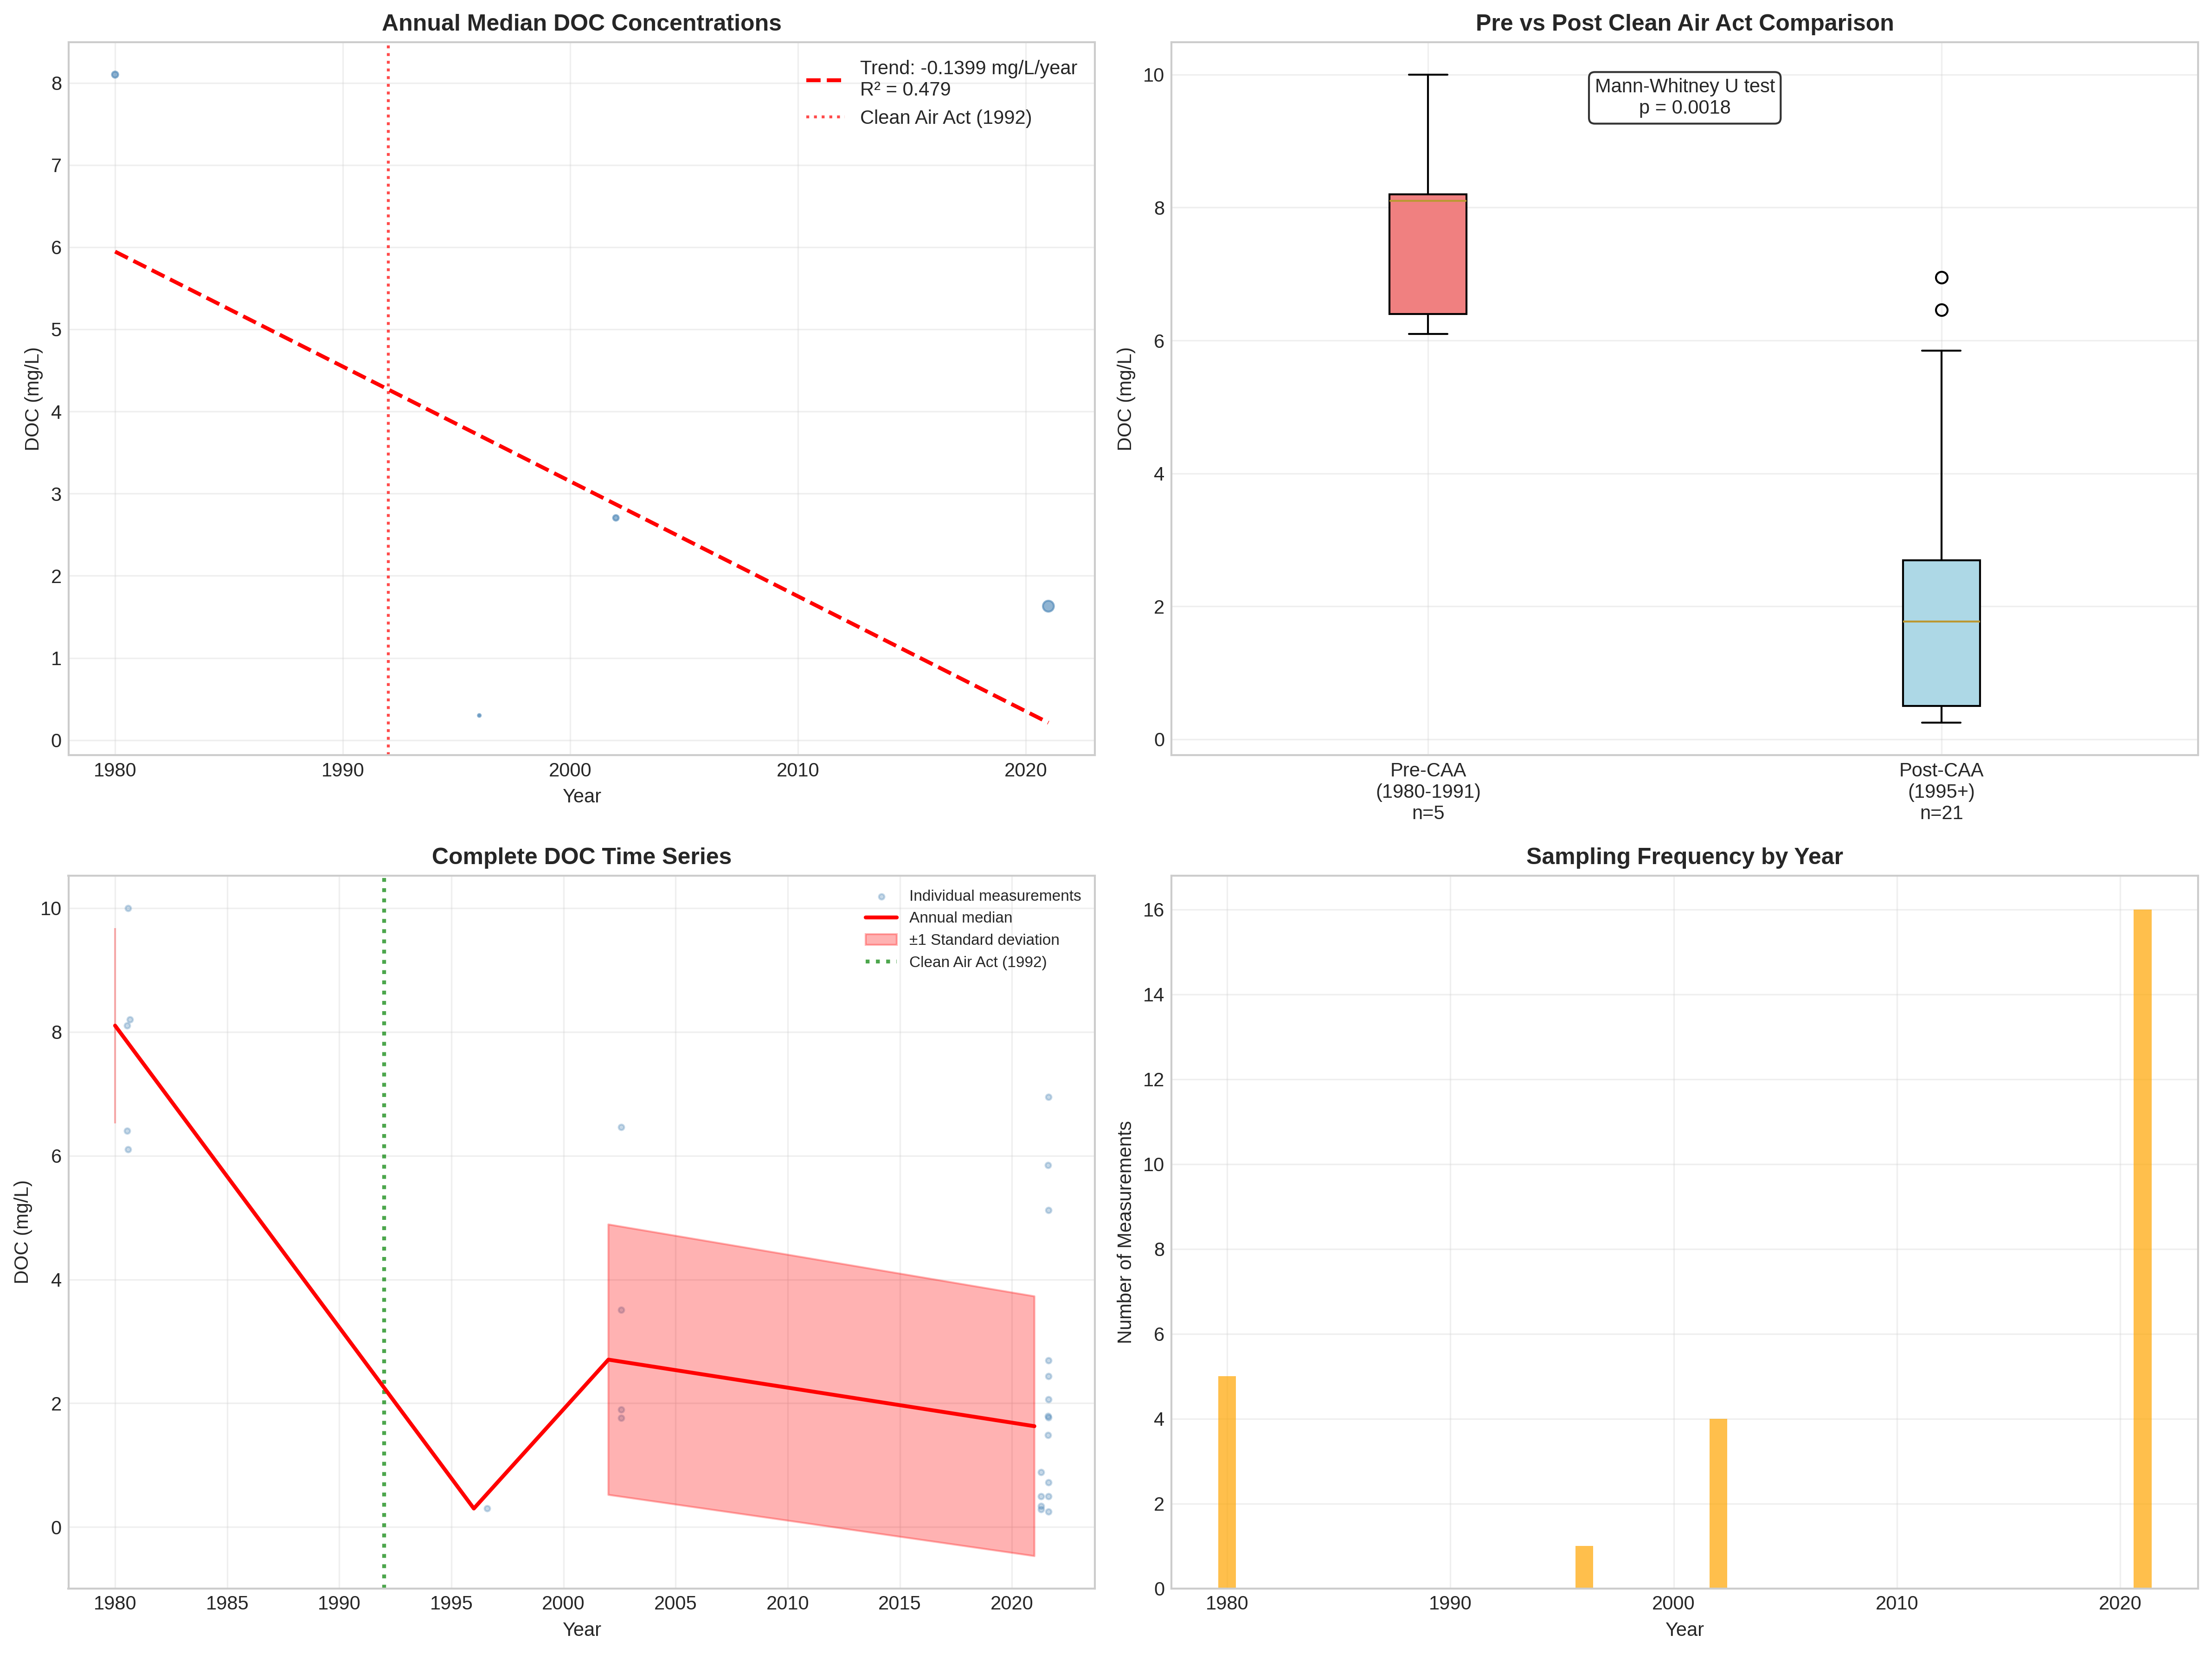 Annual Median DOC Concentrations
Trend: -0.1399 mg/L/year
R² = 0.479
Clean Air Act (1992)
DOC (mg/L)
8
7
6
5
4
3
2
1
0
1980
1990
2000
2010
2020
Year
Pre vs Post Clean Air Act Comparison
Mann-Whitney U test
p = 0.0018
DOC (mg/L)
10
8
6
4
2
0
Pre-CAA
(1980-1991)
n=5
Post-CAA
(1995+)
n=21
Complete DOC Time Series
Individual measurements
Annual median
±1 Standard deviation
Clean Air Act (1992)
DOC (mg/L)
10
8
6
4
2
0
1980
1985
1990
1995
2000
2005
2010
2015
2020
Year
Sampling Frequency by Year
Number of Measurements
16
14
12
10
8
6
4
2
0
1980
1990
2000
2010
2020
Year